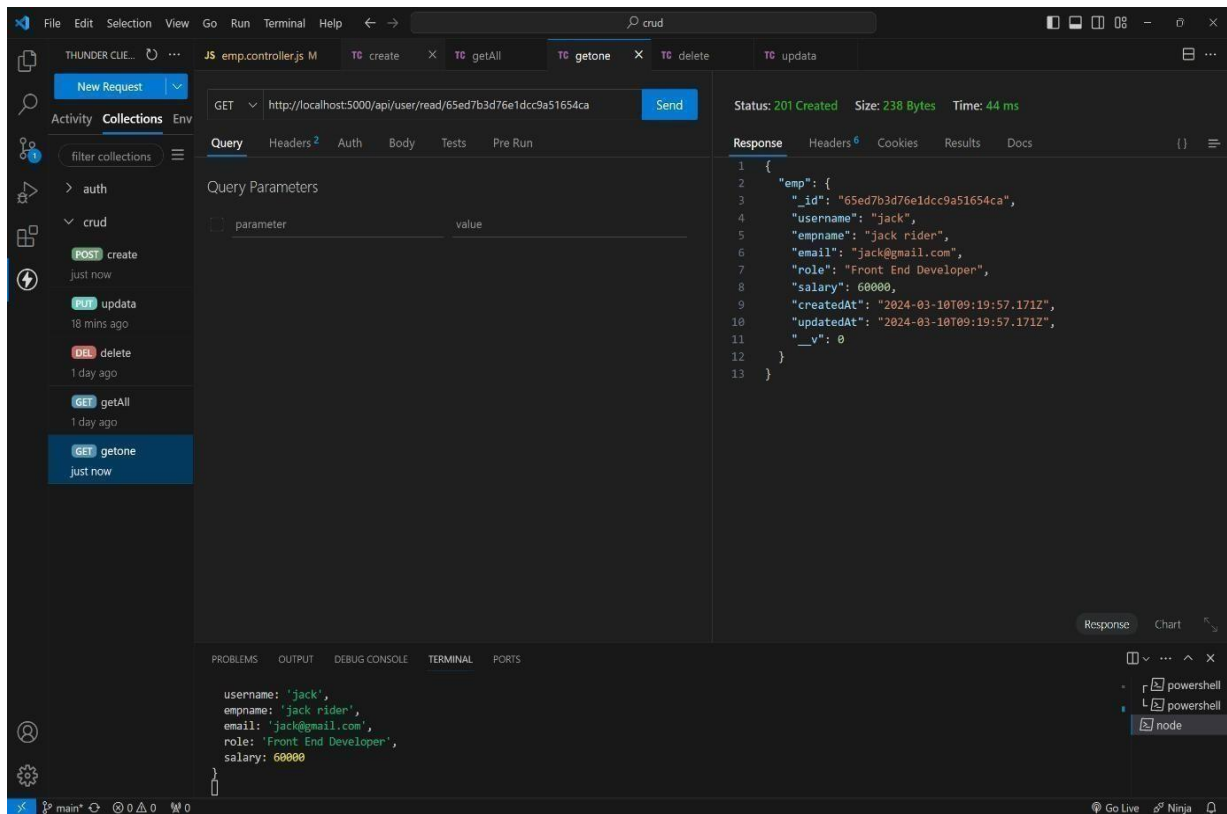 File Edit Selection View Go Run Terminal Help ← → crud
THUNDER CLIE... ···
New Request
Activity Collections Env
filter collections
> auth
crud
POST create
just now
PUT updata
18 mins ago
DEL delete
1 day ago
GET getAll
1 day ago
GET getone
just now
JS emp.controller.js M TC create × TC getAll TC getone × TC delete TC updata
GET http://localhost:5000/api/user/read/65ed7b3d76e1dcc9a51654ca Send
Query Headers 2 Auth Body Tests Pre Run
Query Parameters
parameter value
Status: 201 Created Size: 238 Bytes Time: 44 ms
Response Headers 6 Cookies Results Docs {}
1 {
2 "emp": {
3 "_id": "65ed7b3d76e1dcc9a51654ca",
4 "username": "jack",
5 "empname": "jack rider",
6 "email": "jack@gmail.com",
7 "role": "Front End Developer",
8 "salary": 60000,
9 "createdAt": "2024-03-10T09:19:57.171Z",
10 "updatedAt": "2024-03-10T09:19:57.171Z",
11 "__v": 0
12 }
13 }
Response Chart
PROBLEMS OUTPUT DEBUG CONSOLE TERMINAL PORTS
username: 'jack',
empname: 'jack rider',
email: 'jack@gmail.com',
role: 'Front End Developer',
salary: 60000
}
powershell
powershell
node
1
main* 0 0 0 Go Live Ninja